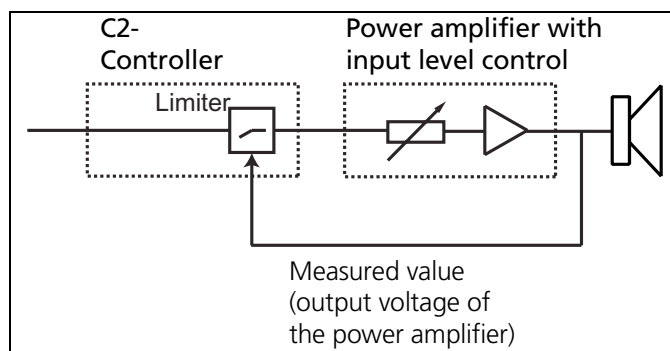 C2-
Controller
Power amplifier with
input level control
Limiter
Measured value
(output voltage of
the power amplifier)